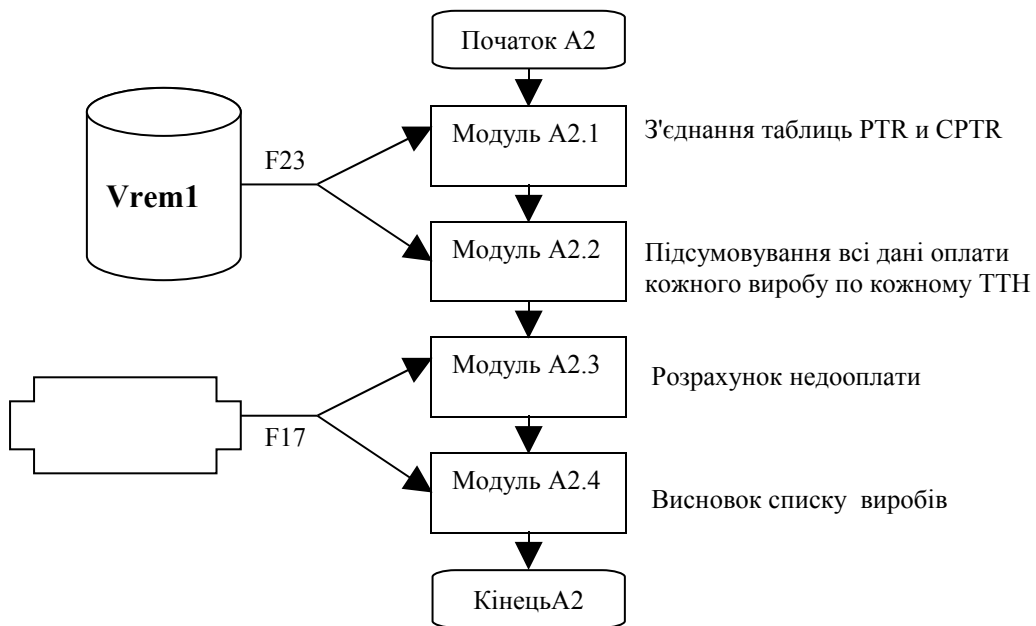 Початок А2
Модуль А2.1
З'єднання таблиць PTR и CPTR
F23
Vrem1
Модуль А2.2
Підсумовування всі дані оплати
кожного виробу по кожному ТТН
Модуль А2.3
Розрахунок недооплати
F17
Модуль А2.4
Висновок списку виробів
КінецьА2